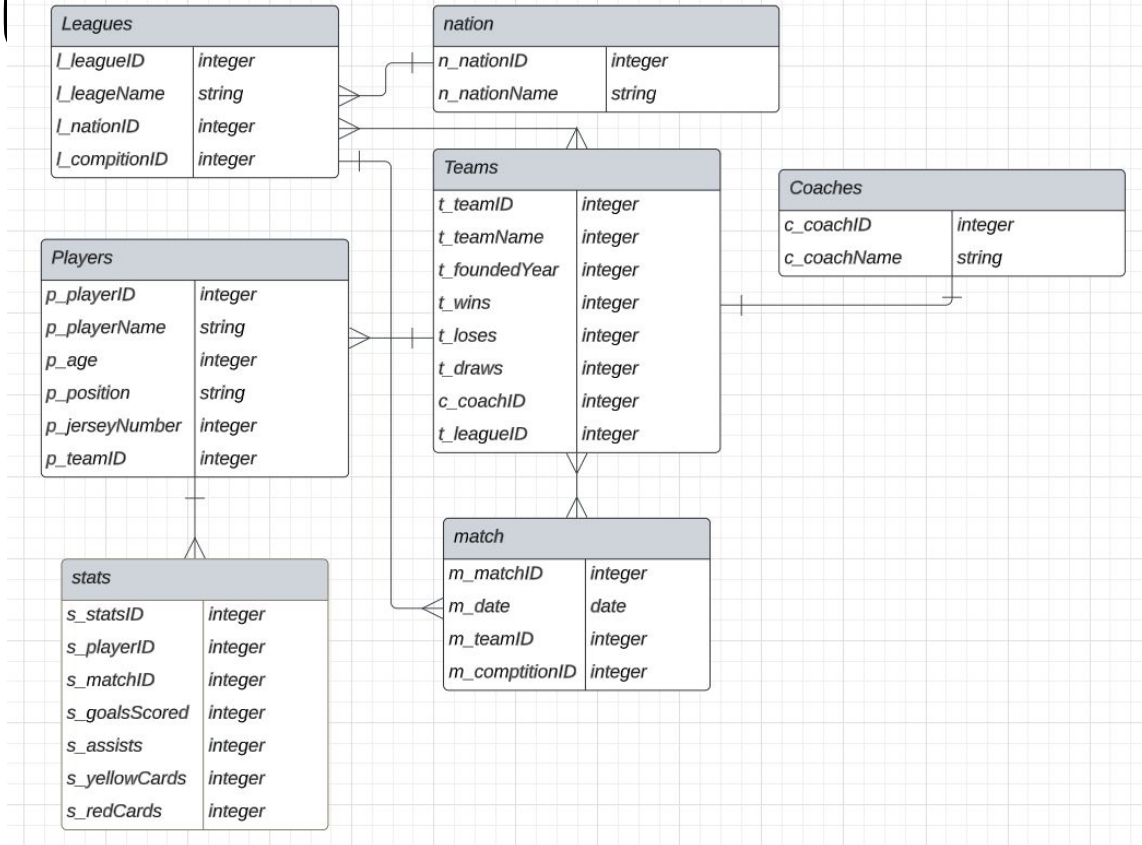 Leagues
l_leagueID integer
l_leageName string
l_nationID integer
l_compitionID integer
nation
n_nationID integer
n_nationName string
Teams
t_teamID integer
t_teamName integer
t_foundedYear integer
t_wins integer
t_loses integer
t_draws integer
c_coachID integer
t_leagueID integer
Coaches
c_coachID integer
c_coachName string
Players
p_playerID integer
p_playerName string
p_age integer
p_position string
p_jerseyNumber integer
p_teamID integer
match
m_matchID integer
m_date date
m_teamID integer
m_comptitionID integer
stats
s_statsID integer
s_playerID integer
s_matchID integer
s_goalsScored integer
s_assists integer
s_yellowCards integer
s_redCards integer